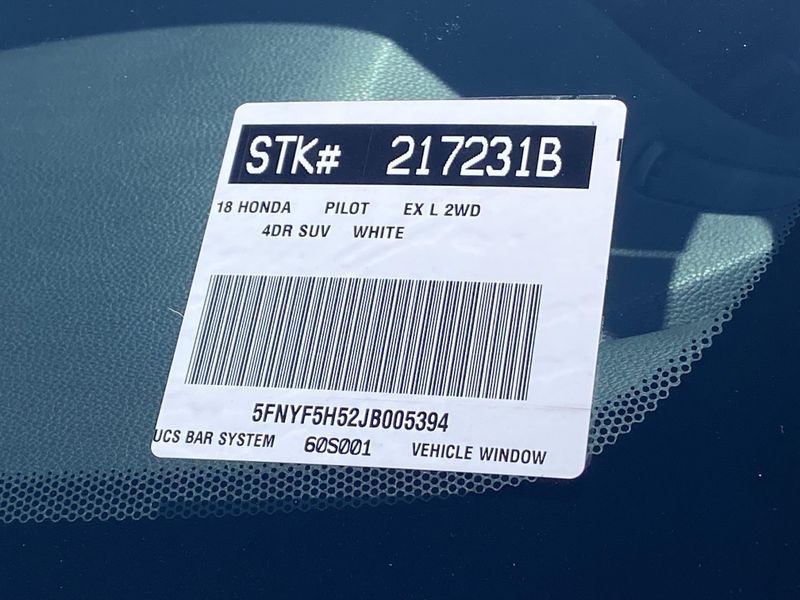 STK# 217231B
18 HONDA PILOT EX L 2WD
4DR SUV WHITE
5FNYF5H52JB005394
UCS BAR SYSTEM 60S001 VEHICLE WINDOW